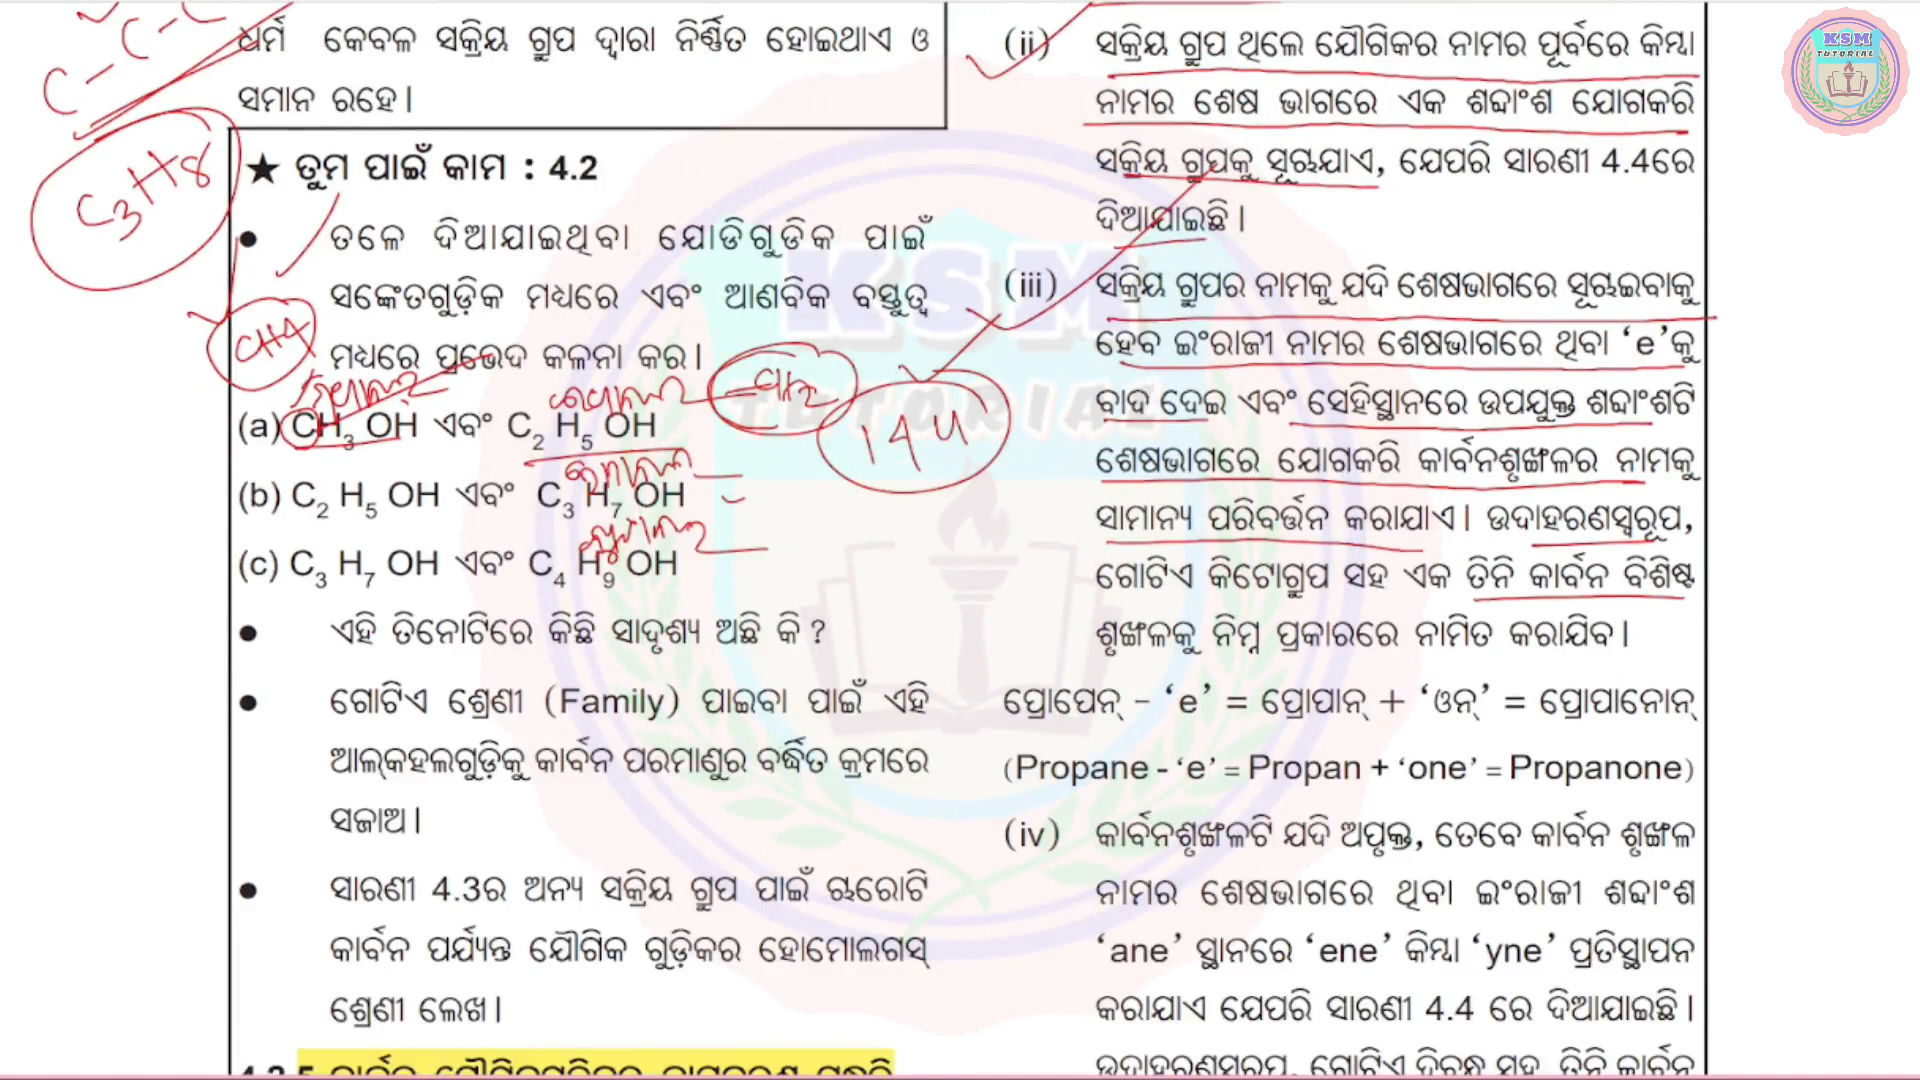 ଧର୍ମ କେବଳ ସକ୍ରିୟ ଗ୍ରୁପ ଦ୍ୱାରା ନିର୍ଣ୍ଣିତ ହୋଇଥାଏ ଓ
ସମାନ ରହେ।
C – C – C
C₃H₈
★ ତୁମ ପାଇଁ କାମ : 4.2
● ତଳେ ଦିଆଯାଇଥିବା ଯୋଡିଗୁଡିକ ପାଇଁ
ସଙ୍କେତଗୁଡ଼ିକ ମଧ୍ୟରେ ଏବଂ ଆଣବିକ ବସ୍ତୁତ୍ୱ
ମଧ୍ୟରେ ପ୍ରଭେଦ କଳନା କର।
CH4
14U
(a) CH₃ OH ଏବଂ C₂ H₅ OH
(b) C₂ H₅ OH ଏବଂ C₃ H₇ OH
(c) C₃ H₇ OH ଏବଂ C₄ H₉ OH
● ଏହି ତିନୋଟିରେ କିଛି ସାଦୃଶ୍ୟ ଅଛି କି ?
● ଗୋଟିଏ ଶ୍ରେଣୀ (Family) ପାଇବା ପାଇଁ ଏହି
ଆଲ୍‌କହଲଗୁଡ଼ିକୁ କାର୍ବନ ପରମାଣୁର ବର୍ଦ୍ଧିତ କ୍ରମରେ
ସଜାଅ।
● ସାରଣୀ 4.3ର ଅନ୍ୟ ସକ୍ରିୟ ଗ୍ରୁପ ପାଇଁ ଚାରୋଟି
କାର୍ବନ ପର୍ଯ୍ୟନ୍ତ ଯୌଗିକ ଗୁଡ଼ିକର ହୋମୋଲଗସ୍
ଶ୍ରେଣୀ ଲେଖ।
(ii) ସକ୍ରିୟ ଗ୍ରୁପ ଥିଲେ ଯୌଗିକର ନାମର ପୂର୍ବରେ କିମ୍ବା
ନାମର ଶେଷ ଭାଗରେ ଏକ ଶବ୍ଦାଂଶ ଯୋଗକରି
ସକ୍ରିୟ ଗ୍ରୁପକୁ ସୂଚାଯାଏ, ଯେପରି ସାରଣୀ 4.4ରେ
ଦିଆଯାଇଛି।
(iii) ସକ୍ରିୟ ଗ୍ରୁପର ନାମକୁ ଯଦି ଶେଷଭାଗରେ ସୂଚାଇବାକୁ
ହେବ ଇଂରାଜୀ ନାମର ଶେଷଭାଗରେ ଥିବା ‘e’କୁ
ବାଦ ଦେଇ ଏବଂ ସେହିସ୍ଥାନରେ ଉପଯୁକ୍ତ ଶବ୍ଦାଂଶଟି
ଶେଷଭାଗରେ ଯୋଗକରି କାର୍ବନଶୃଙ୍ଖଳର ନାମକୁ
ସାମାନ୍ୟ ପରିବର୍ତ୍ତନ କରାଯାଏ। ଉଦାହରଣସ୍ୱରୂପ,
ଗୋଟିଏ କିଟୋଗ୍ରୁପ ସହ ଏକ ତିନି କାର୍ବନ ବିଶିଷ୍ଟ
ଶୃଙ୍ଖଳକୁ ନିମ୍ନ ପ୍ରକାରରେ ନାମିତ କରାଯିବ।
ପ୍ରୋପେନ୍ – ‘e’ = ପ୍ରୋପାନ୍ + ‘ଓନ୍’ = ପ୍ରୋପାନୋନ୍
(Propane - ‘e’ = Propan + ‘one’ = Propanone)
(iv) କାର୍ବନଶୃଙ୍ଖଳଟି ଯଦି ଅପୃକ୍ତ, ତେବେ କାର୍ବନ ଶୃଙ୍ଖଳ
ନାମର ଶେଷଭାଗରେ ଥିବା ଇଂରାଜୀ ଶବ୍ଦାଂଶ
‘ane’ ସ୍ଥାନରେ ‘ene’ କିମ୍ବା ‘yne’ ପ୍ରତିସ୍ଥାପନ
କରାଯାଏ ଯେପରି ସାରଣୀ 4.4 ରେ ଦିଆଯାଇଛି।
KSM
TUTORIAL
KSM
TUTORIAL